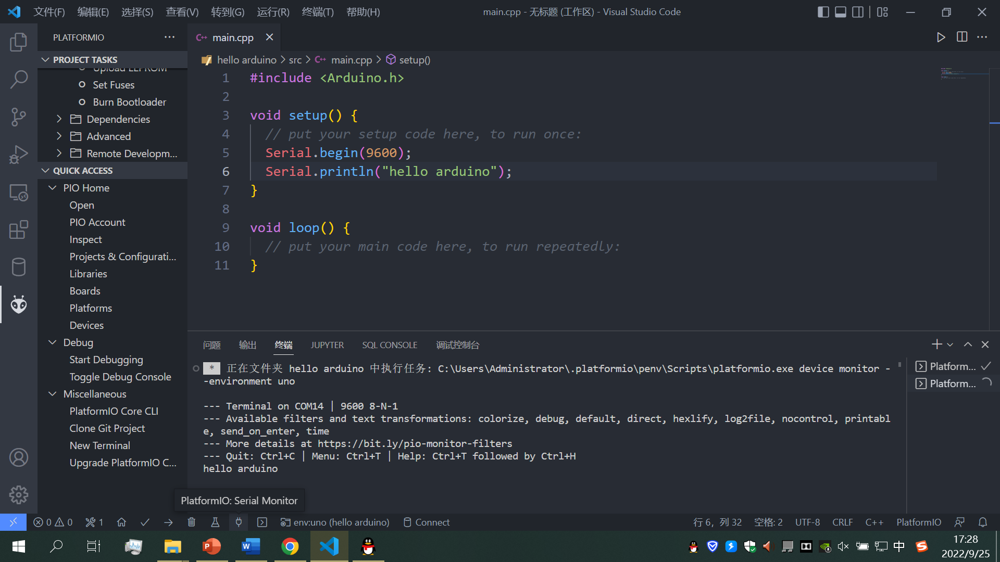 文件(F) 编辑(E) 选择(S) 查看(V) 转到(G) 运行(R) 终端(T) 帮助(H)
main.cpp - 无标题 (工作区) - Visual Studio Code
PLATFORMIO
PROJECT TASKS
Upload EEPROM
Set Fuses
Burn Bootloader
Dependencies
Advanced
Remote Developm...
QUICK ACCESS
PIO Home
Open
PIO Account
Inspect
Projects & Configurati...
Libraries
Boards
Platforms
Devices
Debug
Start Debugging
Toggle Debug Console
Miscellaneous
PlatformIO Core CLI
Clone Git Project
New Terminal
Upgrade PlatformIO C...
C++ main.cpp
hello arduino > src > C++ main.cpp > setup()
1 #include <Arduino.h>
2
3 void setup() {
4 // put your setup code here, to run once:
5 Serial.begin(9600);
6 Serial.println("hello arduino");
7 }
8
9 void loop() {
10 // put your main code here, to run repeatedly:
11 }
问题 输出 终端 JUPYTER SQL CONSOLE 调试控制台
* 正在文件夹 hello arduino 中执行任务: C:\Users\Administrator\.platformio\penv\Scripts\platformio.exe device monitor -
-environment uno
--- Terminal on COM14 | 9600 8-N-1
--- Available filters and text transformations: colorize, debug, default, direct, hexlify, log2file, nocontrol, printabl
e, send_on_enter, time
--- More details at https://bit.ly/pio-monitor-filters
--- Quit: Ctrl+C | Menu: Ctrl+T | Help: Ctrl+T followed by Ctrl+H
hello arduino
Platform...
Platform...
PlatformIO: Serial Monitor
0 0 1 env:uno (hello arduino) Connect
行 6，列 32 空格: 2 UTF-8 CRLF C++ PlatformIO
P W 中 S
17:28
2022/9/25